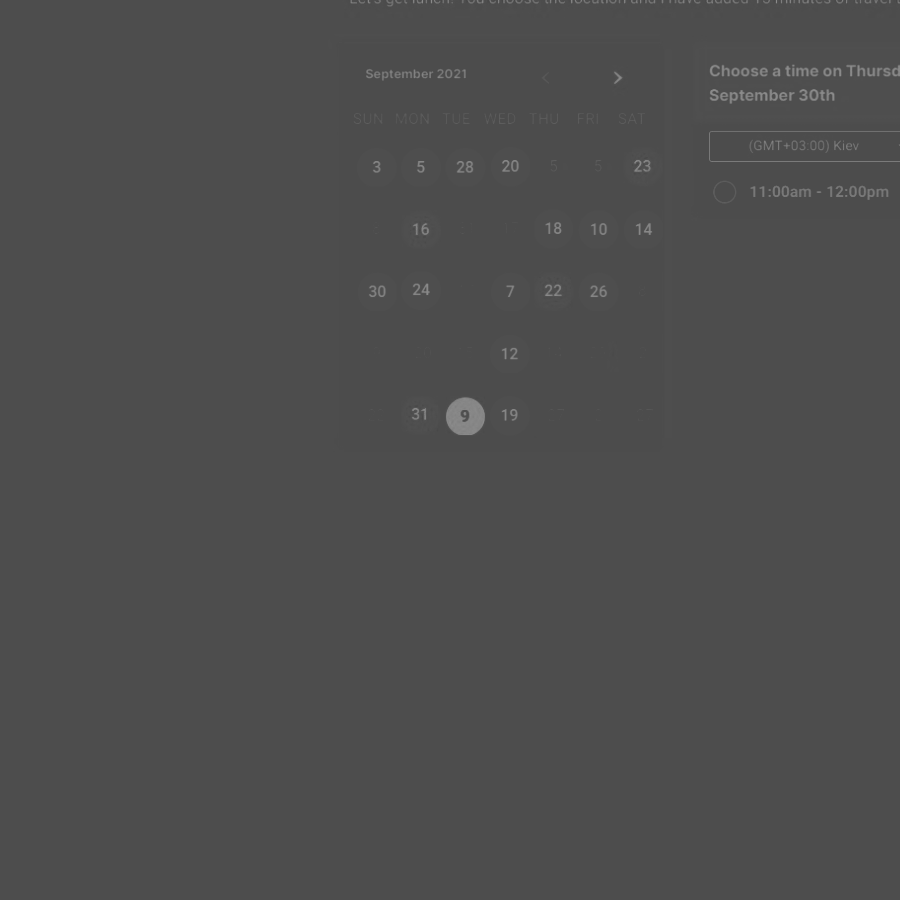 Let's get lunch! You choose the location and I have added 15 minutes of travel
September 2021
SUN MON TUE WED THU FRI SAT
3 5 28 20 5 5 23
16 18 10 14
30 24 7 22 26
12
31 9 19
Choose a time on Thursd
September 30th
(GMT+03:00) Kiev
11:00am - 12:00pm